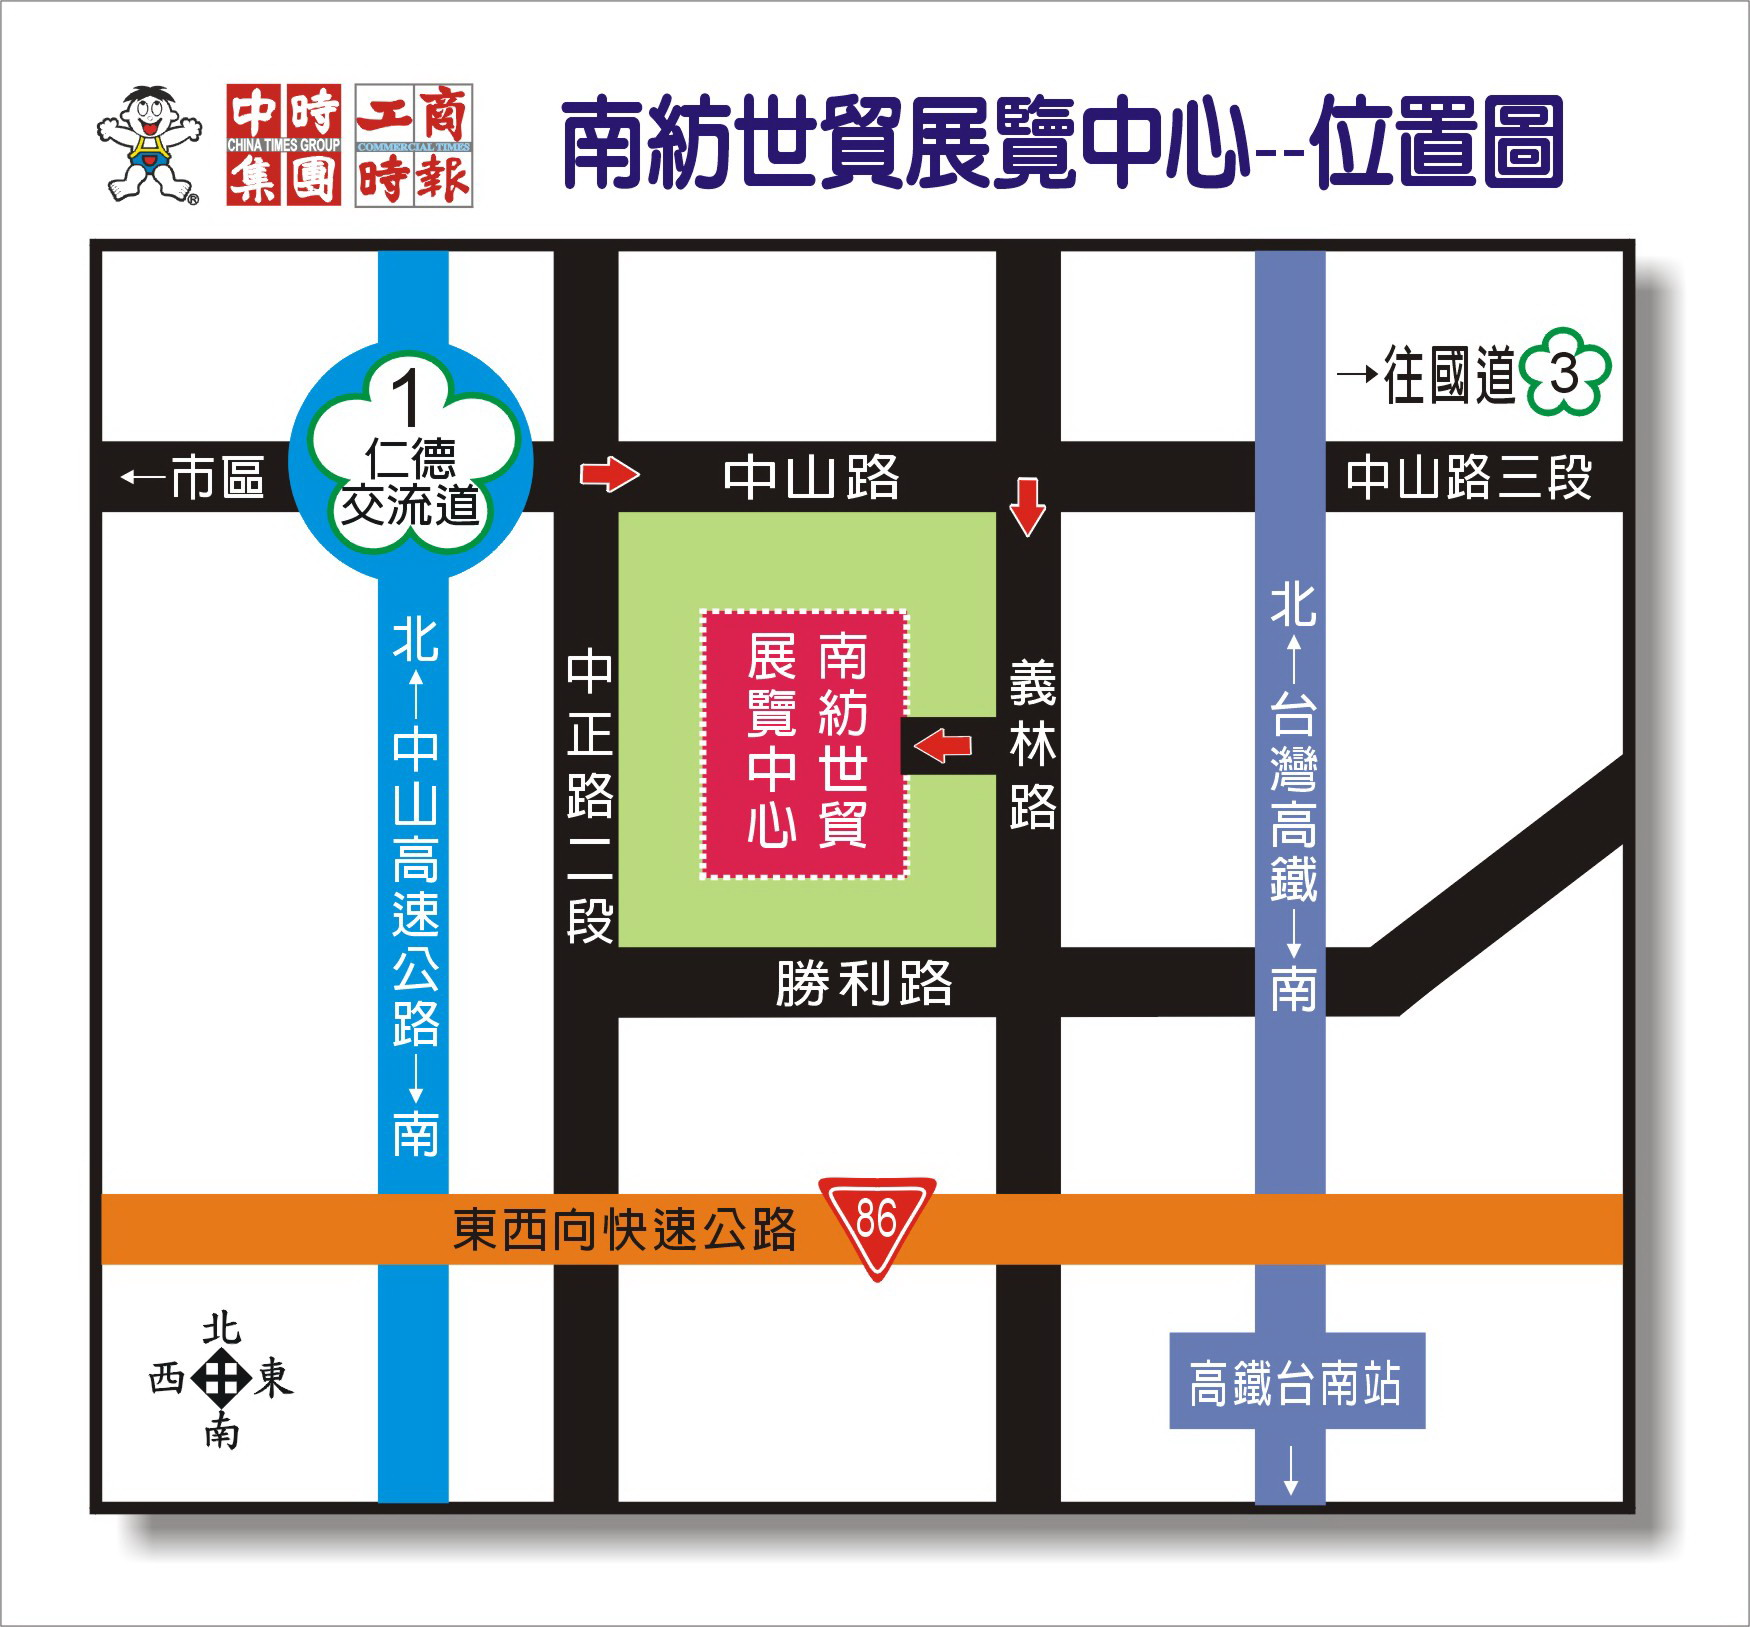 中時
CHINA TIMES GROUP
集團
工商
COMMERCIAL TIMES
時報
®
南紡世貿展覽中心--位置圖
→往國道3
←市區
1
仁德
交流道
中山路
中山路三段
北←中山高速公路→南
中正路二段
南紡世貿
展覽中心
義林路
北←台灣高鐵→南
勝利路
東西向快速公路
86
北
西
東
南
高鐵台南站